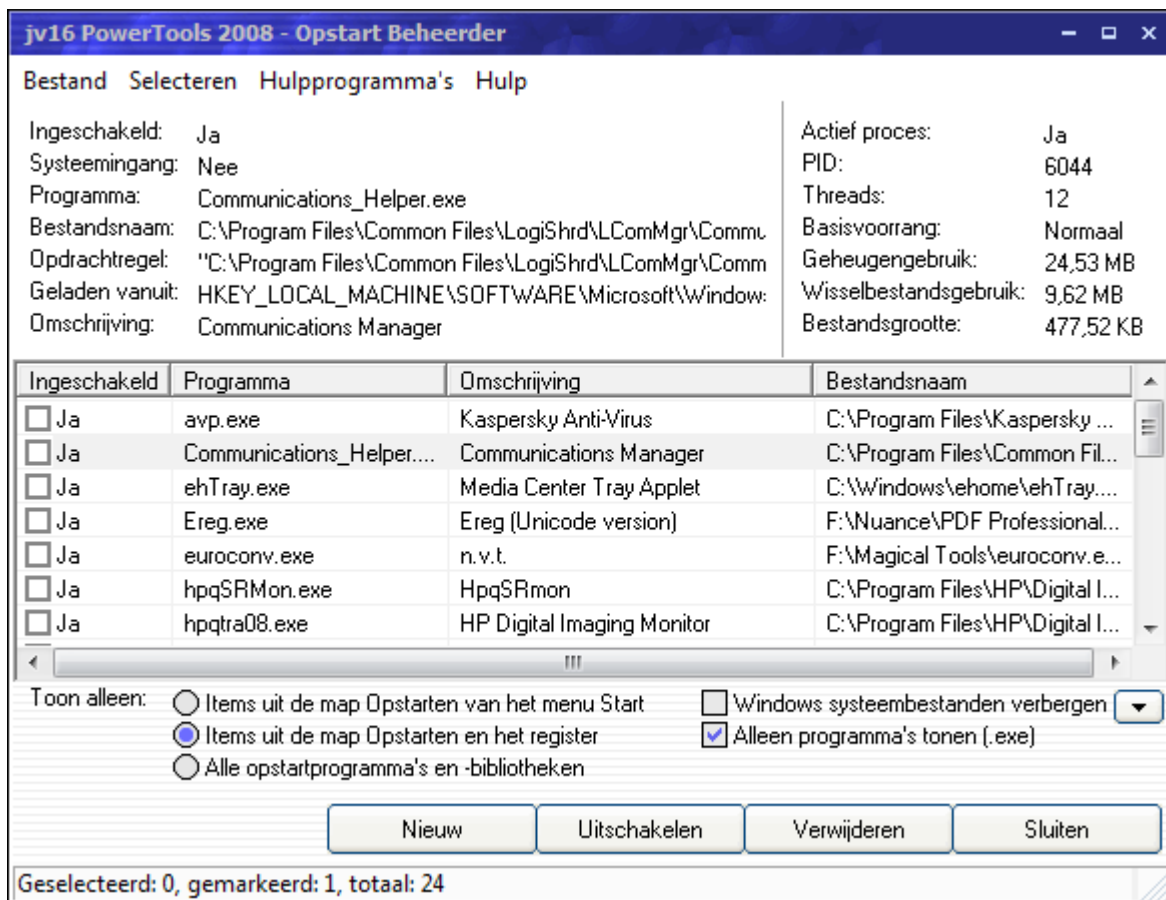 jv16 PowerTools 2008 - Opstart Beheerder
Bestand Selecteren Hulpprogramma's Hulp
Ingeschakeld: Ja
Systeemingang: Nee
Programma: Communications_Helper.exe
Bestandsnaam: C:\Program Files\Common Files\LogiShrd\LComMgr\Commu
Opdrachtregel: "C:\Program Files\Common Files\LogiShrd\LComMgr\Comm
Geladen vanuit: HKEY_LOCAL_MACHINE\SOFTWARE\Microsoft\Window
Omschrijving: Communications Manager
Actief proces: Ja
PID: 6044
Threads: 12
Basisvoorrang: Normaal
Geheugengebruik: 24,53 MB
Wisselbestandsgebruik: 9,62 MB
Bestandsgrootte: 477,52 KB
Ingeschakeld Programma Omschrijving Bestandsnaam
Ja avp.exe Kaspersky Anti-Virus C:\Program Files\Kaspersky ...
Ja Communications_Helper.... Communications Manager C:\Program Files\Common Fil...
Ja ehTray.exe Media Center Tray Applet C:\Windows\ehome\ehTray....
Ja Ereg.exe Ereg (Unicode version) F:\Nuance\PDF Professional...
Ja euroconv.exe n.v.t. F:\Magical Tools\euroconv.e...
Ja hpqSRMon.exe HpqSRmon C:\Program Files\HP\Digital I...
Ja hpqtra08.exe HP Digital Imaging Monitor C:\Program Files\HP\Digital I...
Toon alleen:
Items uit de map Opstarten van het menu Start
Items uit de map Opstarten en het register
Alle opstartprogramma's en -bibliotheken
Windows systeembestanden verbergen
Alleen programma's tonen (.exe)
Nieuw Uitschakelen Verwijderen Sluiten
Geselecteerd: 0, gemarkeerd: 1, totaal: 24